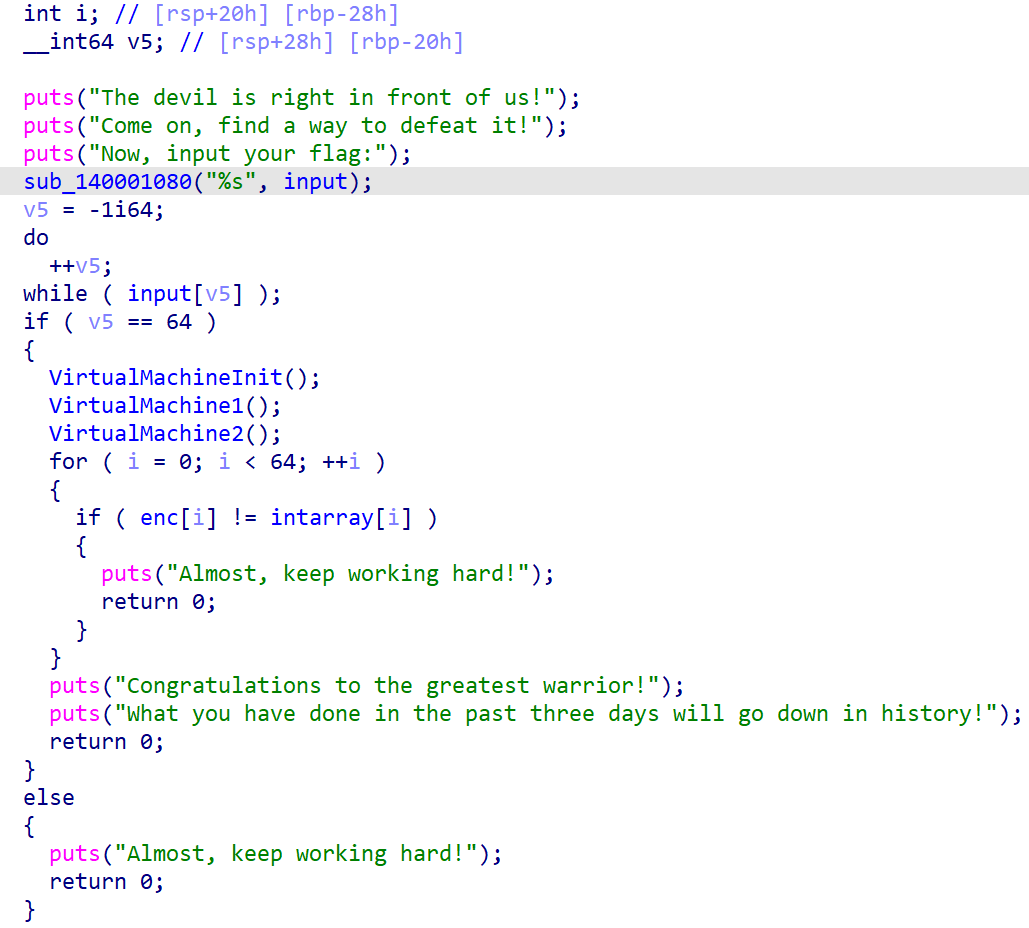 int i; // [rsp+20h] [rbp-28h]
__int64 v5; // [rsp+28h] [rbp-20h]

puts("The devil is right in front of us!");
puts("Come on, find a way to defeat it!");
puts("Now, input your flag:");
sub_140001080("%s", input);
v5 = -1i64;
do
  ++v5;
while ( input[v5] );
if ( v5 == 64 )
{
  VirtualMachineInit();
  VirtualMachine1();
  VirtualMachine2();
  for ( i = 0; i < 64; ++i )
  {
    if ( enc[i] != intarray[i] )
    {
      puts("Almost, keep working hard!");
      return 0;
    }
  }
  puts("Congratulations to the greatest warrior!");
  puts("What you have done in the past three days will go down in history!");
  return 0;
}
else
{
  puts("Almost, keep working hard!");
  return 0;
}